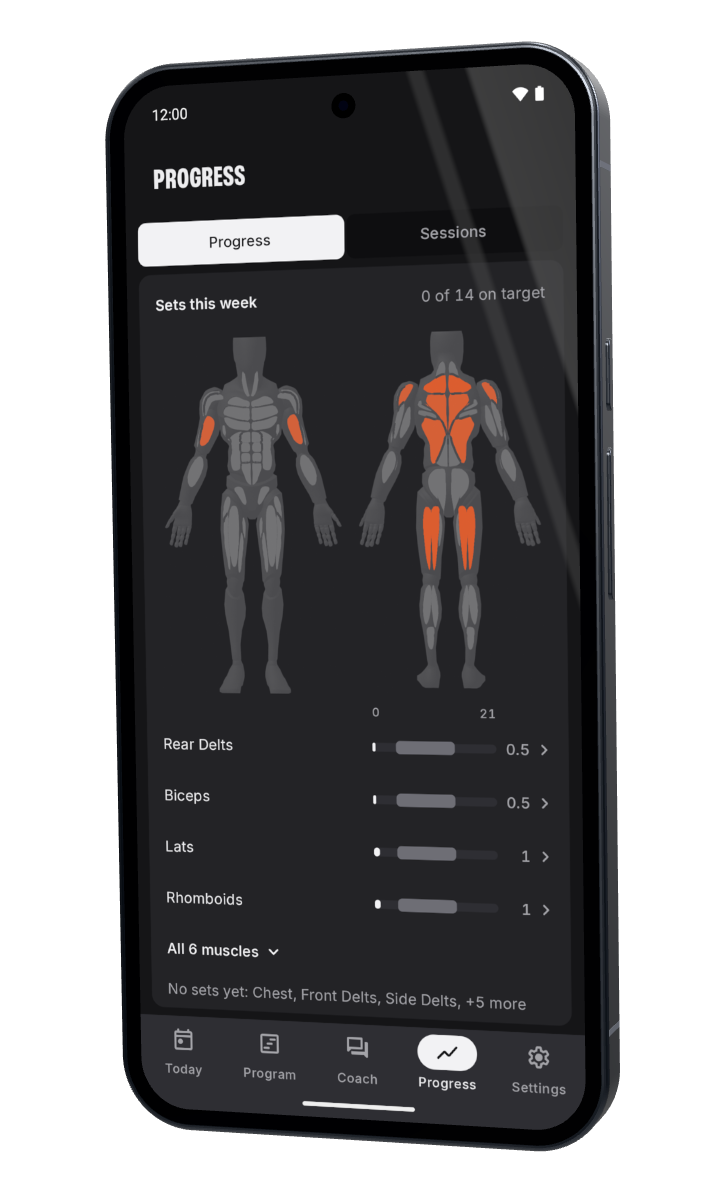 12:00
PROGRESS
Progress
Sessions
Sets this week
0 of 14 on target
0
21
Rear Delts
0.5
Biceps
0.5
Lats
1
Rhomboids
1
All 6 muscles
No sets yet: Chest, Front Delts, Side Delts, +5 more
Today
Program
Coach
Progress
Settings